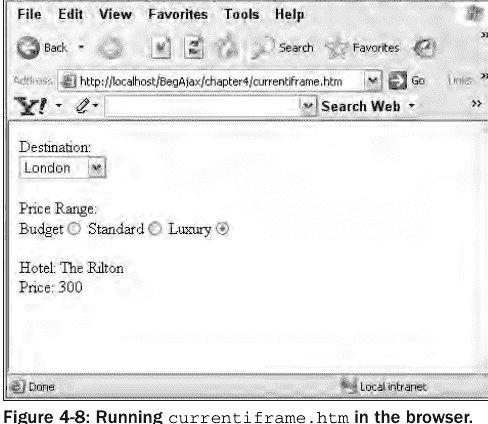 File Edit View Favorites Tools Help
Back Search Favorites
Address http://localhost/BegAjax/chapter4/currentiframe.htm Go Links
Y! Search Web
Destination:
London
Price Range:
Budget Standard Luxury
Hotel: The Rilton
Price: 300
Done Local intranet
Figure 4-8: Running currentiframe.htm in the browser.